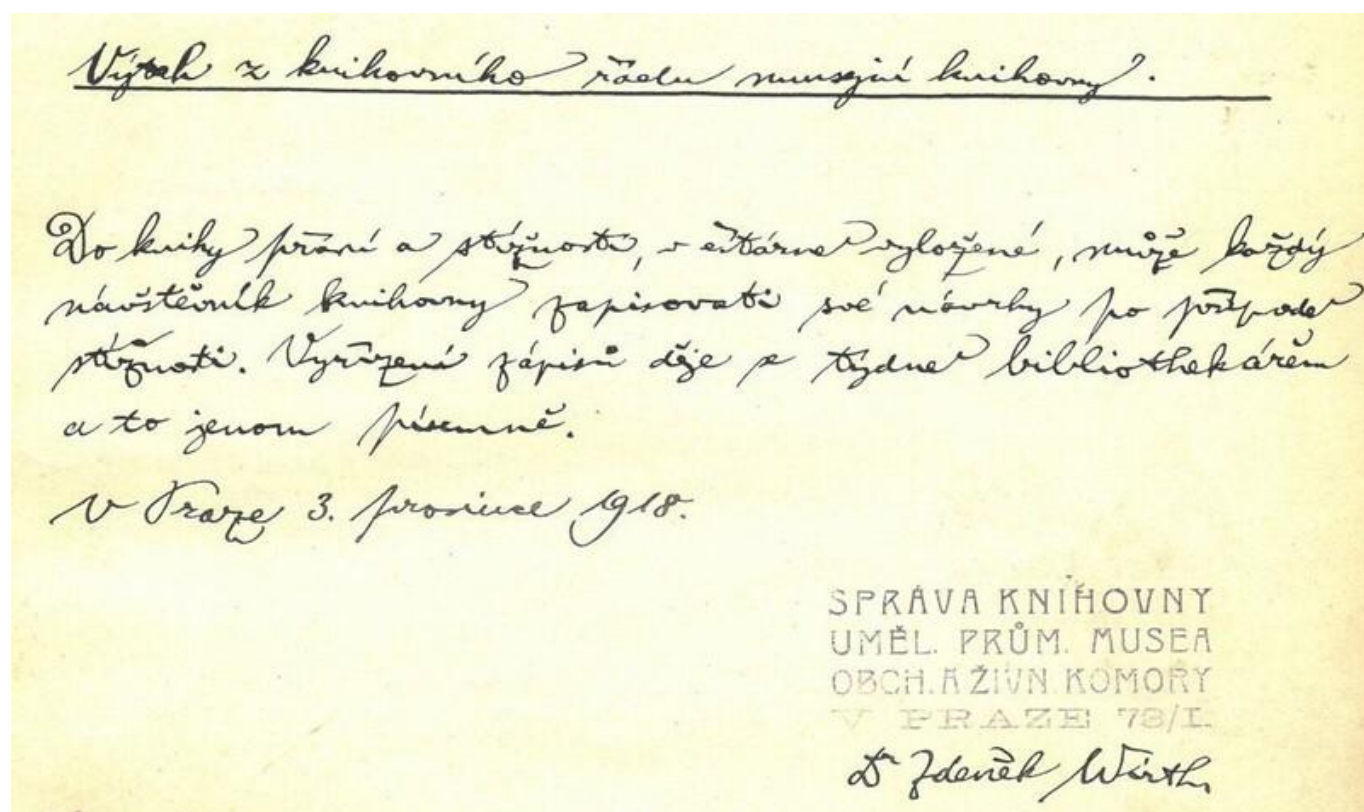 Výtah z knihovního řádu musejní knihovny.
Do knihy přání a stížností, v čítárně vyložené, může každý
návštěvník knihovny zapisovati své návrhy po případě
stížnosti. Vyřízení zápisů děje se týdně bibliothekářem
a to jenom písemně.
V Praze 3. prosince 1918.
SPRÁVA KNIHOVNY
UMĚL. PRŮM. MUSEA
OBCH. A ŽIVN. KOMORY
V PRAZE 73/I.
Dr Zdeněk Wirth